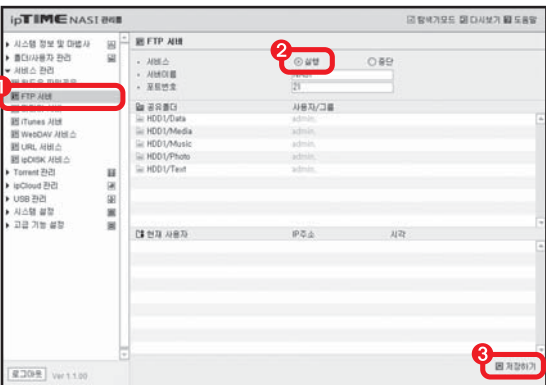 ipTIME NASI 관리툴
탐색기모드 다시보기 도움말
시스템 정보 및 마법사
폴더/사용자 관리
서비스 관리
1
FTP 서버
iTunes 서버
WebDAV 서비스
URL 서비스
ipDISK 서비스
Torrent 관리
ipCloud 관리
USB 관리
시스템 설정
고급 기능 설정
로그아웃 Ver 1.1.00
FTP 서버
2
서비스 실행 중단
서버이름
포트번호 21
공유폴더 사용자/그룹
HDD1/Data admin,
HDD1/Media admin,
HDD1/Music admin,
HDD1/Photo admin,
HDD1/Text admin,
현재 사용자 IP주소 시각
3
저장하기